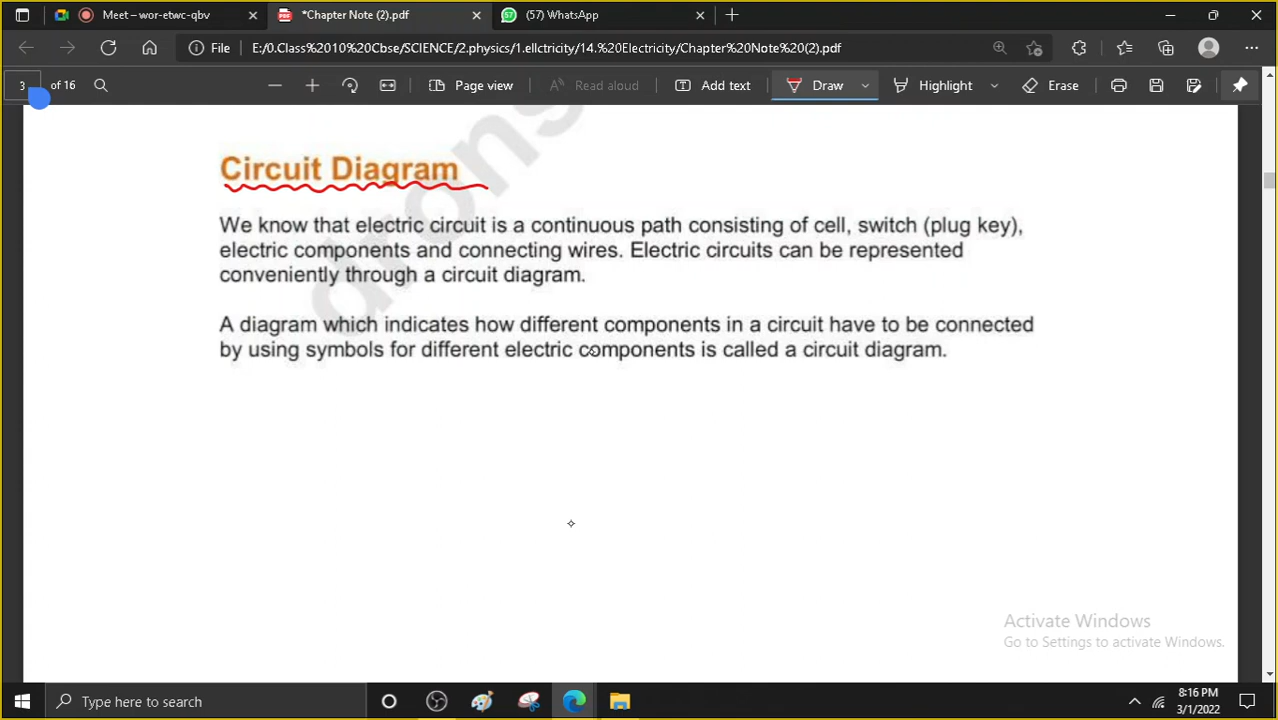 Meet – wor-etwc-qbv
*Chapter Note (2).pdf
(57) WhatsApp
File E:/0.Class%2010%20Cbse/SCIENCE/2.physics/1.ellctricity/14.%20Electricity/Chapter%20Note%20(2).pdf
3 of 16
Page view
Read aloud
Add text
Draw
Highlight
Erase
drons
Circuit Diagram
We know that electric circuit is a continuous path consisting of cell, switch (plug key),
electric components and connecting wires. Electric circuits can be represented
conveniently through a circuit diagram.
A diagram which indicates how different components in a circuit have to be connected
by using symbols for different electric components is called a circuit diagram.
Activate Windows
Go to Settings to activate Windows.
Type here to search
8:16 PM
3/1/2022